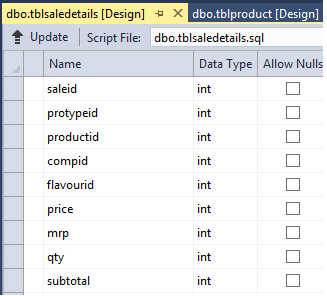 dbo.tblsaledetails [Design] dbo.tblproduct [Design]
Update Script File: dbo.tblsaledetails.sql
Name Data Type Allow Nulls
saleid int
protypeid int
productid int
compid int
flavourid int
price int
mrp int
qty int
subtotal int